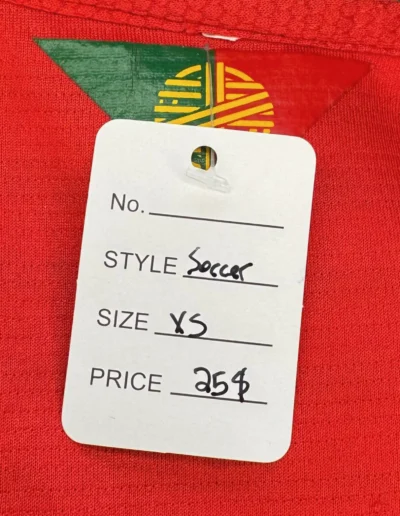 No.
STYLE Soccer
SIZE XS
PRICE 25$